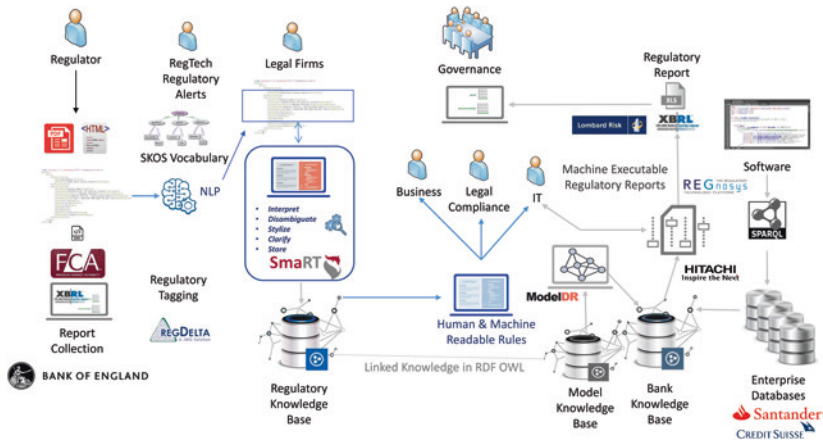 Regulator
RegTech
Regulatory
Alerts
Legal Firms
Governance
Regulatory
Report
PDF
<HTML>
SKOS Vocabulary
NLP
XLS
Lombard Risk
XBRL
Software
Interpret
Disambiguate
Stylize
Clarify
Store
SmaRT
Business
Legal
Compliance
IT
Machine Executable
Regulatory Reports
REGnosys
SPARQL
FCA
XBRL
Report
Collection
Regulatory
Tagging
REGDELTA
BANK OF ENGLAND
HITACHI
Inspire the Next
ModelDR
Human & Machine
Readable Rules
Linked Knowledge in RDF OWL
Regulatory
Knowledge
Base
Model
Knowledge
Base
Bank
Knowledge
Base
Enterprise
Databases
Santander
CREDIT SUISSE